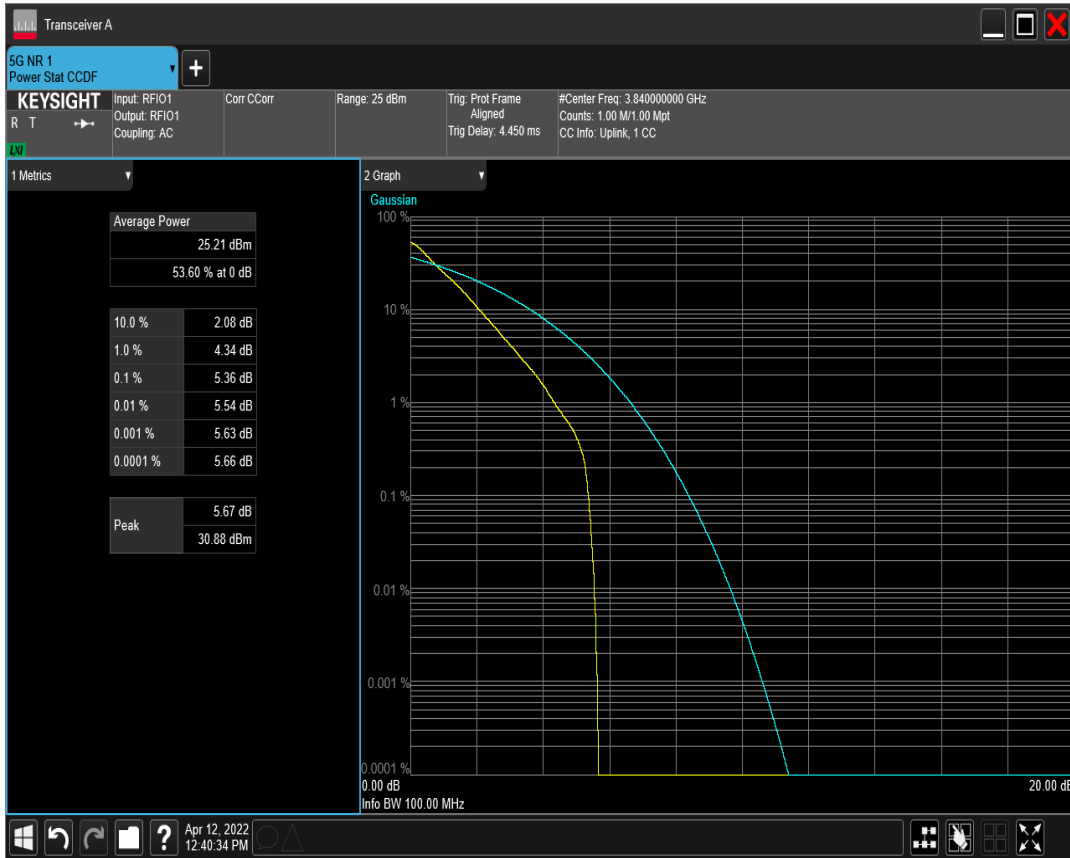 Transceiver A
5G NR 1
Power Stat CCDF
KEYSIGHT
R T
LXI
Input: RFIO1
Output: RFIO1
Coupling: AC
Corr CCorr
Range: 25 dBm
Trig: Prot Frame
Aligned
Trig Delay: 4.450 ms
#Center Freq: 3.840000000 GHz
Counts: 1.00 M/1.00 Mpt
CC Info: Uplink, 1 CC
1 Metrics
Average Power
25.21 dBm
53.60 % at 0 dB
10.0 % 2.08 dB
1.0 % 4.34 dB
0.1 % 5.36 dB
0.01 % 5.54 dB
0.001 % 5.63 dB
0.0001 % 5.66 dB
Peak
5.67 dB
30.88 dBm
2 Graph
Gaussian
100 %
10 %
1 %
0.1 %
0.01 %
0.001 %
0.0001 %
0.00 dB 20.00 dB
Info BW 100.00 MHz
?
Apr 12, 2022
12:40:34 PM